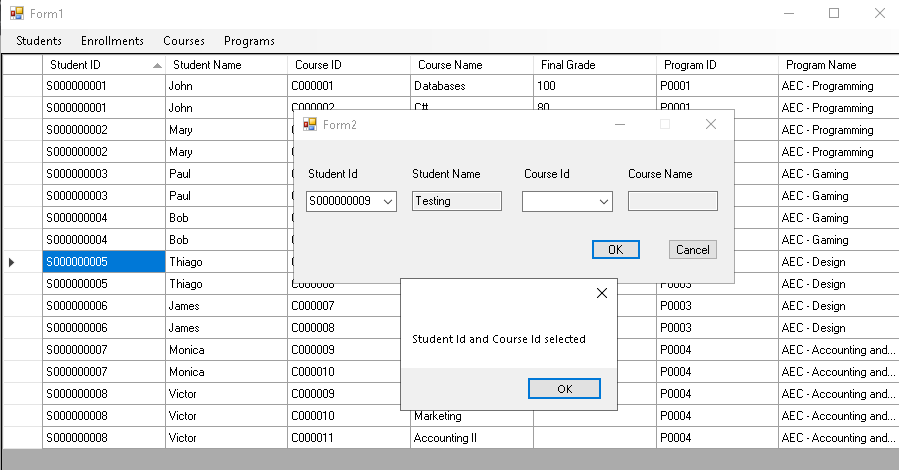 Form1
Students Enrollments Courses Programs
Student ID Student Name Course ID Course Name Final Grade Program ID Program Name
S000000001 John C000001 Databases 100 P0001 AEC - Programming
S000000001 John C000002 C# 80 P0001 AEC - Programming
S000000002 Mary AEC - Programming
S000000002 Mary AEC - Programming
S000000003 Paul AEC - Gaming
S000000003 Paul AEC - Gaming
S000000004 Bob AEC - Gaming
S000000004 Bob AEC - Gaming
S000000005 Thiago AEC - Design
S000000005 Thiago C000006 P0003 AEC - Design
S000000006 James C000007 P0003 AEC - Design
S000000006 James C000008 P0003 AEC - Design
S000000007 Monica C000009 P0004 AEC - Accounting and...
S000000007 Monica C000010 P0004 AEC - Accounting and...
S000000008 Victor C000009 P0004 AEC - Accounting and...
S000000008 Victor C000010 Marketing P0004 AEC - Accounting and...
S000000008 Victor C000011 Accounting II P0004 AEC - Accounting and...
Form2
Student Id Student Name Course Id Course Name
S000000009 Testing
OK Cancel
Student Id and Course Id selected
OK